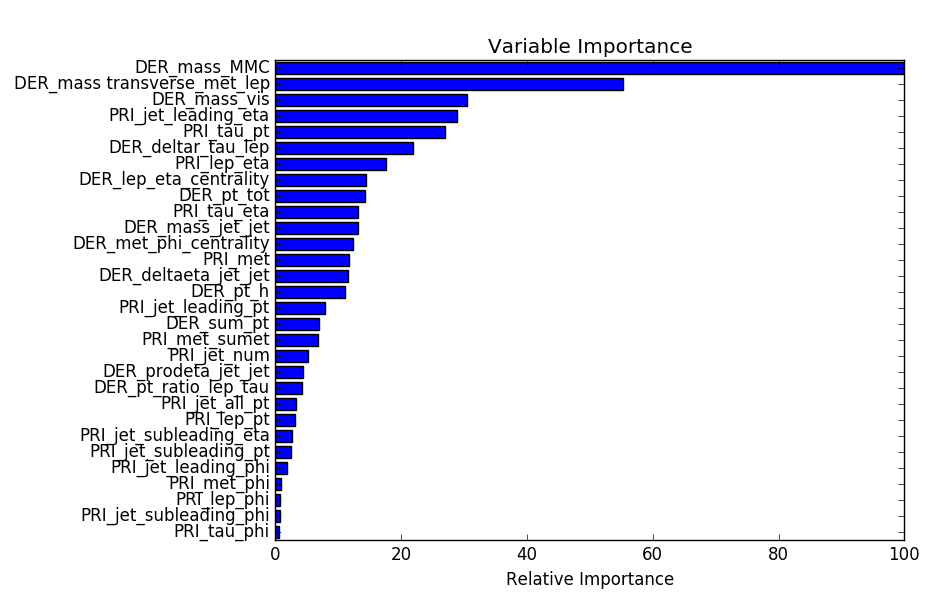 Variable Importance
DER_mass_MMC
DER_mass transverse_met_lep
DER_mass_vis
PRI_jet_leading_eta
PRI_tau_pt
DER_deltar_tau_lep
PRI_lep_eta
DER_lep_eta_centrality
DER_pt_tot
PRI_tau_eta
DER_mass_jet_jet
DER_met_phi_centrality
PRI_met
DER_deltaeta_jet_jet
DER_pt_h
PRI_jet_leading_pt
DER_sum_pt
PRI_met_sumet
PRI_jet_num
DER_prodeta_jet_jet
DER_pt_ratio_lep_tau
PRI_jet_all_pt
PRI_lep_pt
PRI_jet_subleading_eta
PRI_jet_subleading_pt
PRI_jet_leading_phi
PRI_met_phi
PRI_lep_phi
PRI_jet_subleading_phi
PRI_tau_phi
0 20 40 60 80 100
Relative Importance